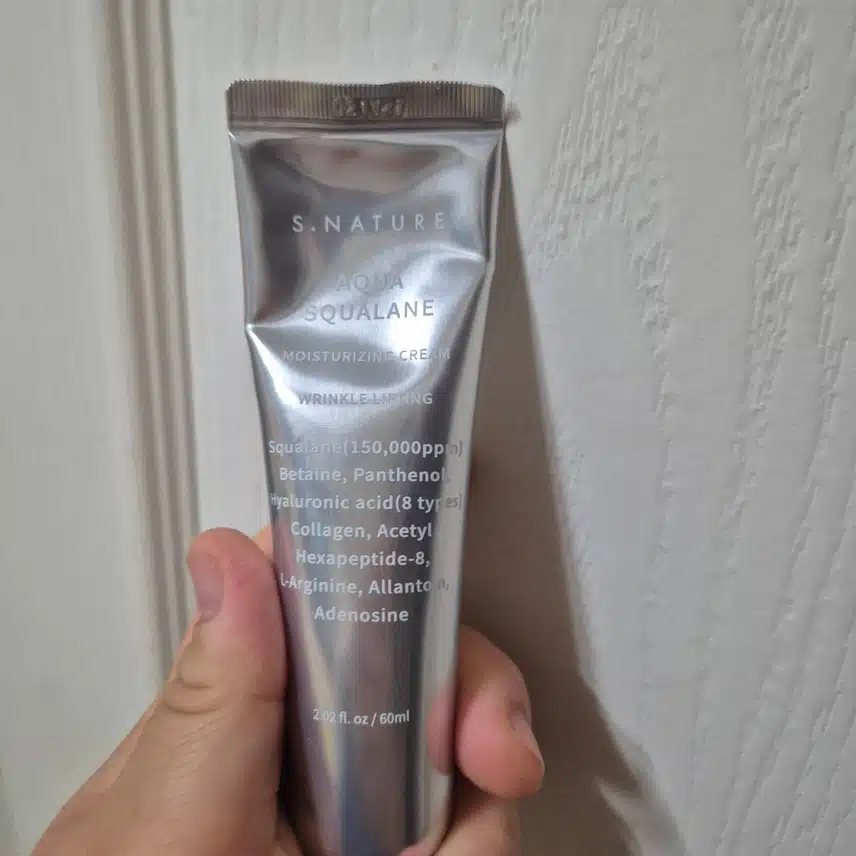 S.NATURE
AQUA
SQUALANE
MOISTURIZING CREAM
WRINKLE LIFTING
Squalane(150,000ppm)
Betaine, Panthenol,
Hyaluronic acid(8 types)
Collagen, Acetyl
Hexapeptide-8,
L-Arginine, Allantoin,
Adenosine
2.02 fl. oz / 60ml